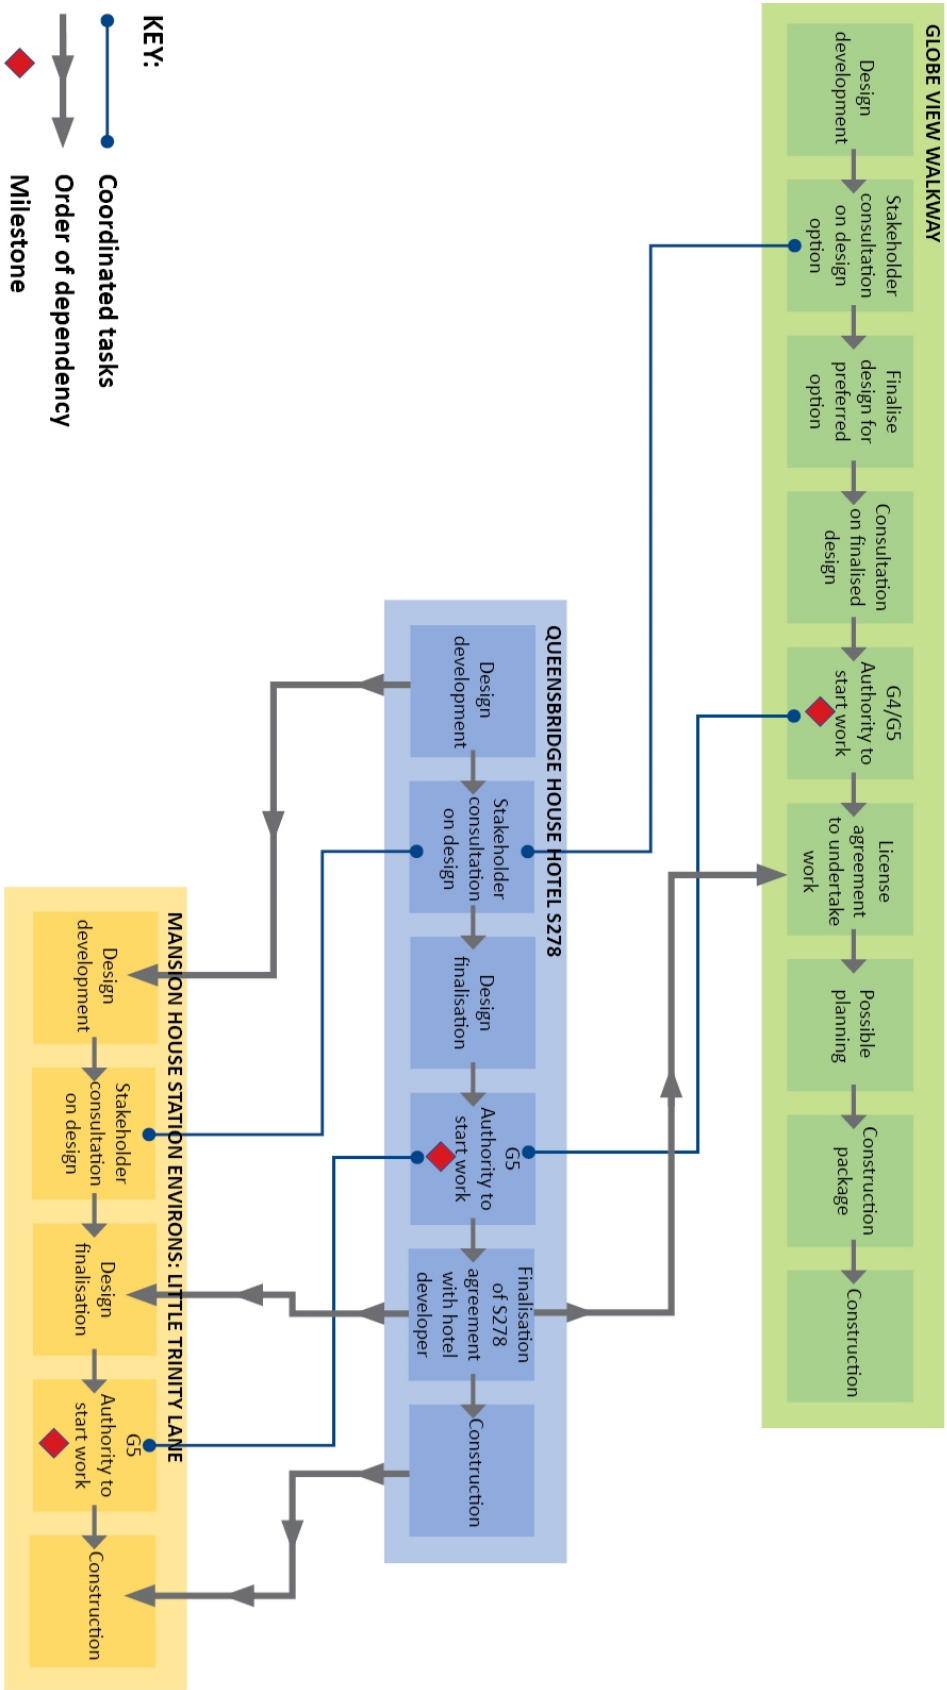 GLOBE VIEW WALKWAY
Design
development
Stakeholder
consultation
on design
option
Finalise
design for
preferred
option
Consultation
on finalised
design
G4/G5
Authority to
start work
License
agreement
to undertake
work
Possible
planning
Construction
package
Construction
QUEENSBRIDGE HOUSE HOTEL S278
Design
development
Stakeholder
consultation
on design
Design
finalisation
G5
Authority to
start work
Finalisation
of S278
agreement
with hotel
developer
Construction
MANSION HOUSE STATION ENVIRONS: LITTLE TRINITY LANE
Design
development
Stakeholder
consultation
on design
Design
finalisation
G5
Authority to
start work
Construction
KEY:
Coordinated tasks
Order of dependency
Milestone